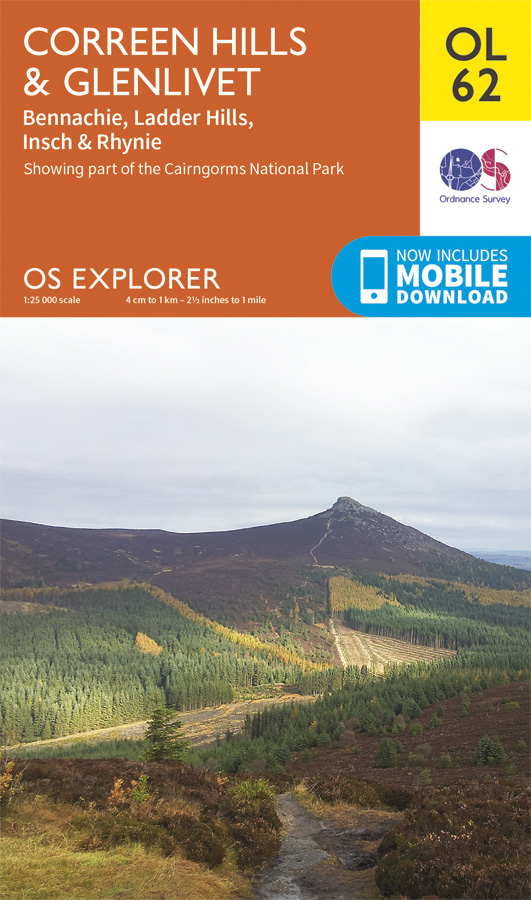 CORREEN HILLS
& GLENLIVET
Bennachie, Ladder Hills,
Insch & Rhynie
Showing part of the Cairngorms National Park
OS EXPLORER
1:25 000 scale 4 cm to 1 km – 2½ inches to 1 mile
OL
62
OS
Ordnance Survey
NOW INCLUDES
MOBILE
DOWNLOAD